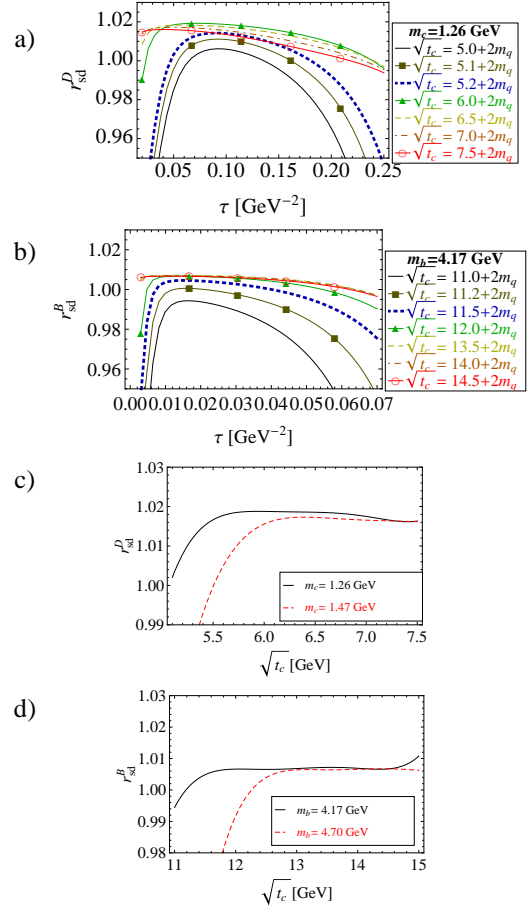 a)
r_sd^D
1.02
1.00
0.98
0.96
0.05 0.10 0.15 0.20 0.25
τ [GeV⁻²]
m_c=1.26 GeV
√t_c = 5.0+2m_q
√t_c = 5.1+2m_q
√t_c = 5.2+2m_q
√t_c = 6.0+2m_q
√t_c = 6.5+2m_q
√t_c = 7.0+2m_q
√t_c = 7.5+2m_q
b)
r_sd^B
1.02
1.00
0.98
0.96
0.00 0.01 0.02 0.03 0.04 0.05 0.06 0.07
τ [GeV⁻²]
m_b=4.17 GeV
√t_c = 11.0+2m_q
√t_c = 11.2+2m_q
√t_c = 11.5+2m_q
√t_c = 12.0+2m_q
√t_c = 13.5+2m_q
√t_c = 14.0+2m_q
√t_c = 14.5+2m_q
c)
r_sd^D
1.03
1.02
1.01
1.00
0.99
5.5 6.0 6.5 7.0 7.5
√t_c [GeV]
m_c= 1.26 GeV
m_c= 1.47 GeV
d)
r_sd^B
1.03
1.02
1.01
1.00
0.99
0.98
11 12 13 14 15
√t_c [GeV]
m_b= 4.17 GeV
m_b= 4.70 GeV